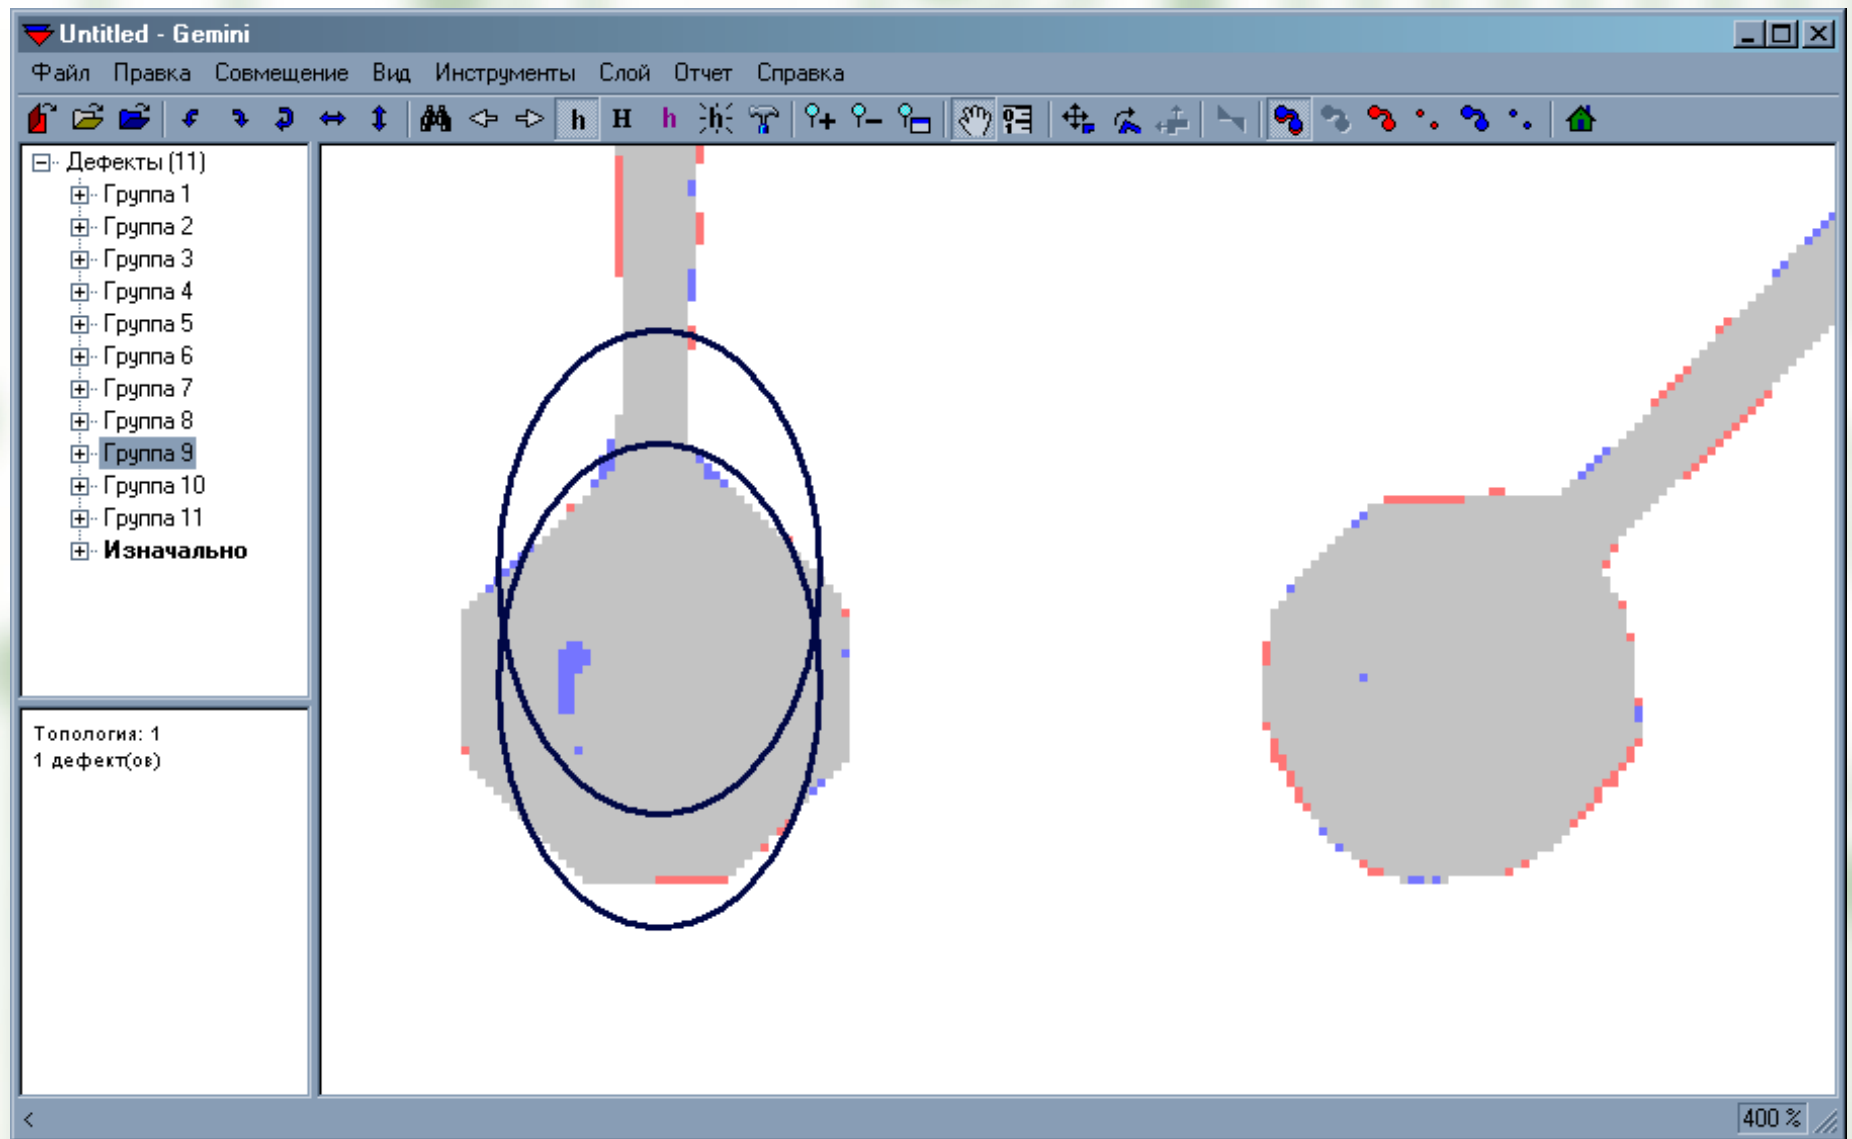 Untitled - Gemini
Файл Правка Совмещение Вид Инструменты Слой Отчет Справка
h H h h
Дефекты (11)
Группа 1
Группа 2
Группа 3
Группа 4
Группа 5
Группа 6
Группа 7
Группа 8
Группа 9
Группа 10
Группа 11
Изначально
Топология: 1
1 дефект(ов)
<
400 %